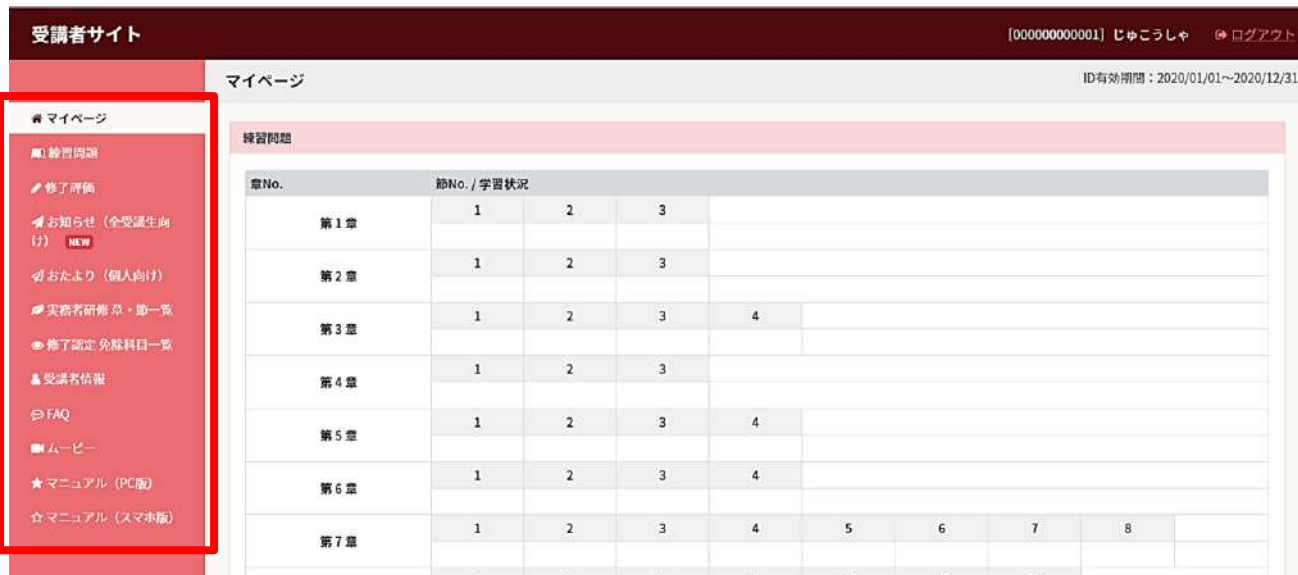 受講者サイト
[000000000001] じゅこうしゃ ログアウト
マイページ
ID有効期間：2020/01/01～2020/12/31
マイページ
練習問題
修了評価
お知らせ（全受講生向
け） NEW
おたより（個人向け）
実務者研修 章・節一覧
修了認定 免除科目一覧
受講者情報
FAQ
ムービー
マニュアル（PC版）
マニュアル（スマホ版）
練習問題
章No. 節No. / 学習状況
第1章 1 2 3
第2章 1 2 3
第3章 1 2 3 4
第4章 1 2 3
第5章 1 2 3 4
第6章 1 2 3 4
第7章 1 2 3 4 5 6 7 8